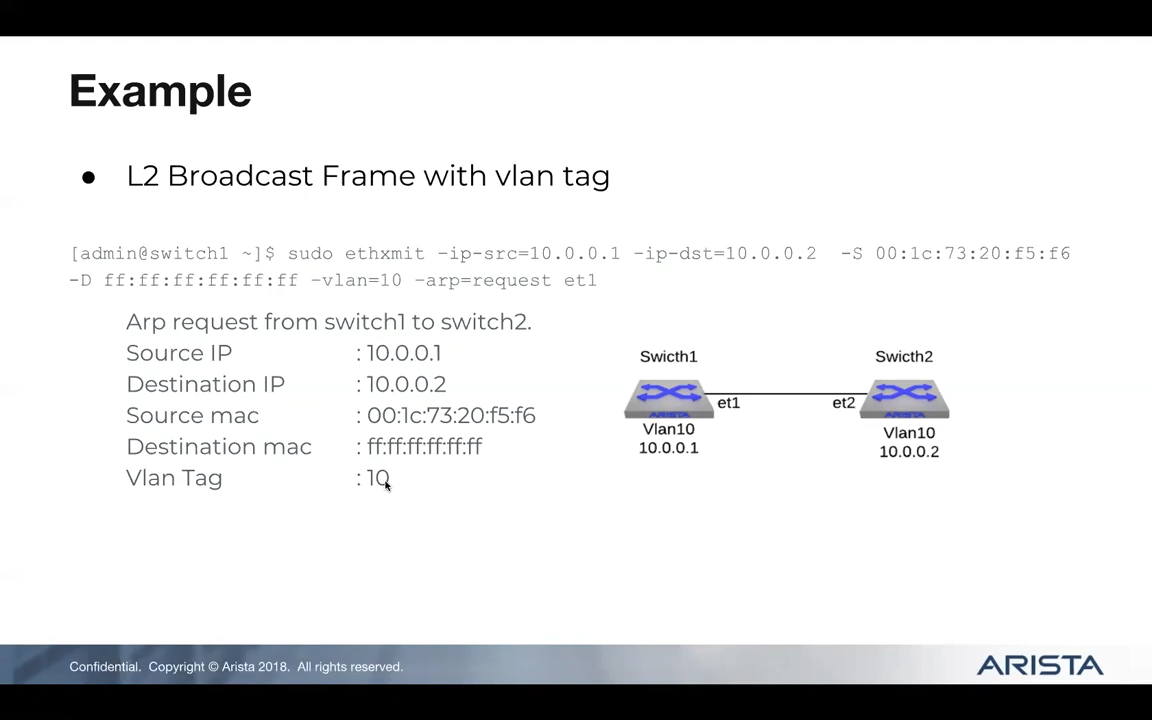 Example
● L2 Broadcast Frame with vlan tag
[admin@switch1 ~]$ sudo ethxmit –ip-src=10.0.0.1 –ip-dst=10.0.0.2  -S 00:1c:73:20:f5:f6
-D ff:ff:ff:ff:ff:ff –vlan=10 –arp=request et1
Arp request from switch1 to switch2.
Source IP : 10.0.0.1
Destination IP : 10.0.0.2
Source mac : 00:1c:73:20:f5:f6
Destination mac : ff:ff:ff:ff:ff:ff
Vlan Tag : 10
Swicth1
Swicth2
et1
et2
ARISTA
ARISTA
Vlan10
10.0.0.1
Vlan10
10.0.0.2
Confidential. Copyright © Arista 2018. All rights reserved.
ARISTA